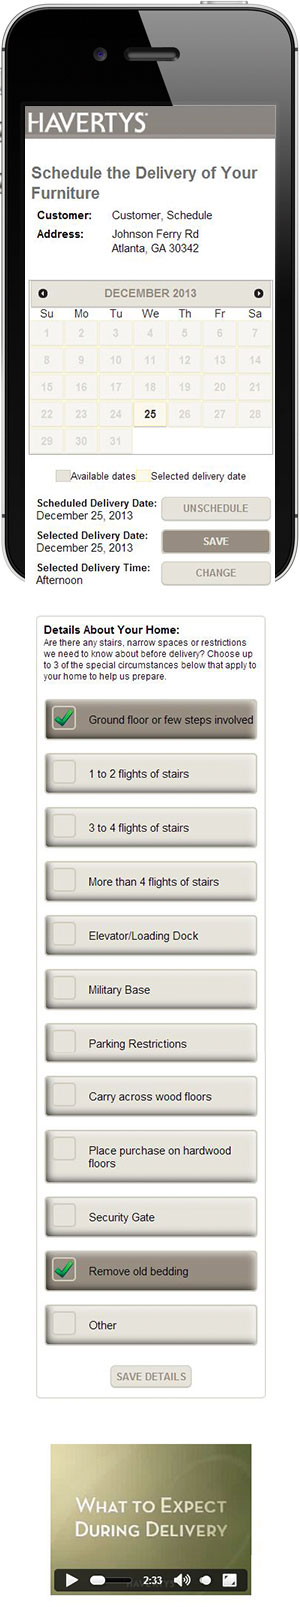 HAVERTYS
Schedule the Delivery of Your
Furniture
Customer: Customer, Schedule
Address: Johnson Ferry Rd
Atlanta, GA 30342
DECEMBER 2013
Su Mo Tu We Th Fr Sa
1 2 3 4 5 6 7
8 9 10 11 12 13 14
15 16 17 18 19 20 21
22 23 24 25 26 27 28
29 30 31
Available dates Selected delivery date
Scheduled Delivery Date:
December 25, 2013
UNSCHEDULE
Selected Delivery Date:
December 25, 2013
SAVE
Selected Delivery Time:
Afternoon
CHANGE
Details About Your Home:
Are there any stairs, narrow spaces or restrictions
we need to know about before delivery? Choose up
to 3 of the special circumstances below that apply to
your home to help us prepare.
Ground floor or few steps involved
1 to 2 flights of stairs
3 to 4 flights of stairs
More than 4 flights of stairs
Elevator/Loading Dock
Military Base
Parking Restrictions
Carry across wood floors
Place purchase on hardwood
floors
Security Gate
Remove old bedding
Other
SAVE DETAILS
WHAT TO EXPECT
DURING DELIVERY
HAVERTYS
2:33